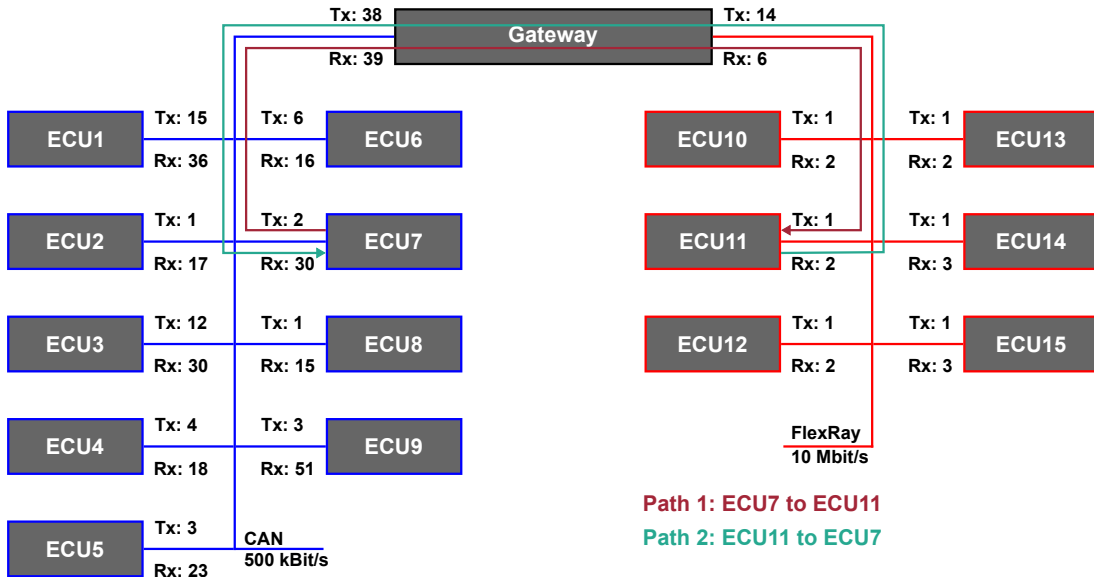 Tx: 38
Gateway
Tx: 14
Rx: 39
Rx: 6
ECU1
Tx: 15
Rx: 36
Tx: 6
Rx: 16
ECU6
ECU10
Tx: 1
Rx: 2
Tx: 1
Rx: 2
ECU13
ECU2
Tx: 1
Rx: 17
Tx: 2
Rx: 30
ECU7
ECU11
Tx: 1
Rx: 2
Tx: 1
Rx: 3
ECU14
ECU3
Tx: 12
Rx: 30
Tx: 1
Rx: 15
ECU8
ECU12
Tx: 1
Rx: 2
Tx: 1
Rx: 3
ECU15
ECU4
Tx: 4
Rx: 18
Tx: 3
Rx: 51
ECU9
FlexRay
10 Mbit/s
ECU5
Tx: 3
Rx: 23
CAN
500 kBit/s
Path 1: ECU7 to ECU11
Path 2: ECU11 to ECU7